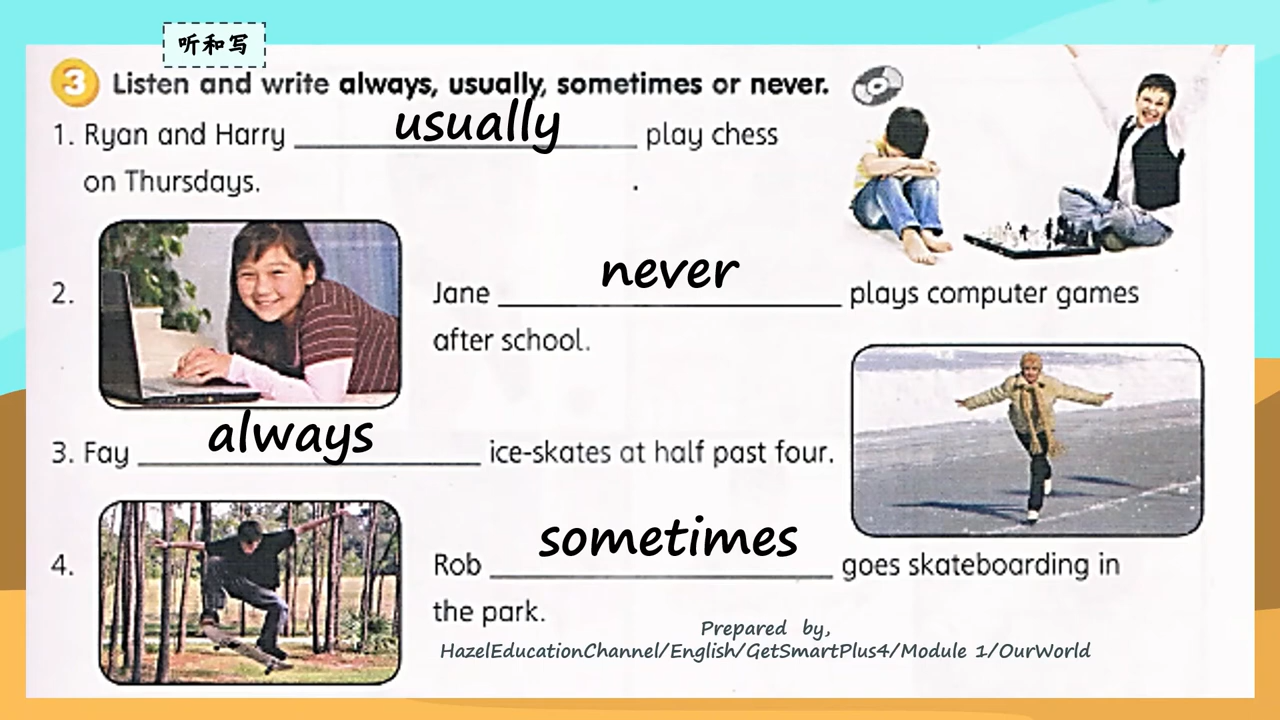 听和写
3 Listen and write always, usually, sometimes or never.
1. Ryan and Harry usually play chess
on Thursdays.
2. Jane never plays computer games
after school.
3. Fay always ice-skates at half past four.
4. Rob sometimes goes skateboarding in
the park.
Prepared by,
HazelEducationChannel/English/GetSmartPlus4/Module 1/OurWorld